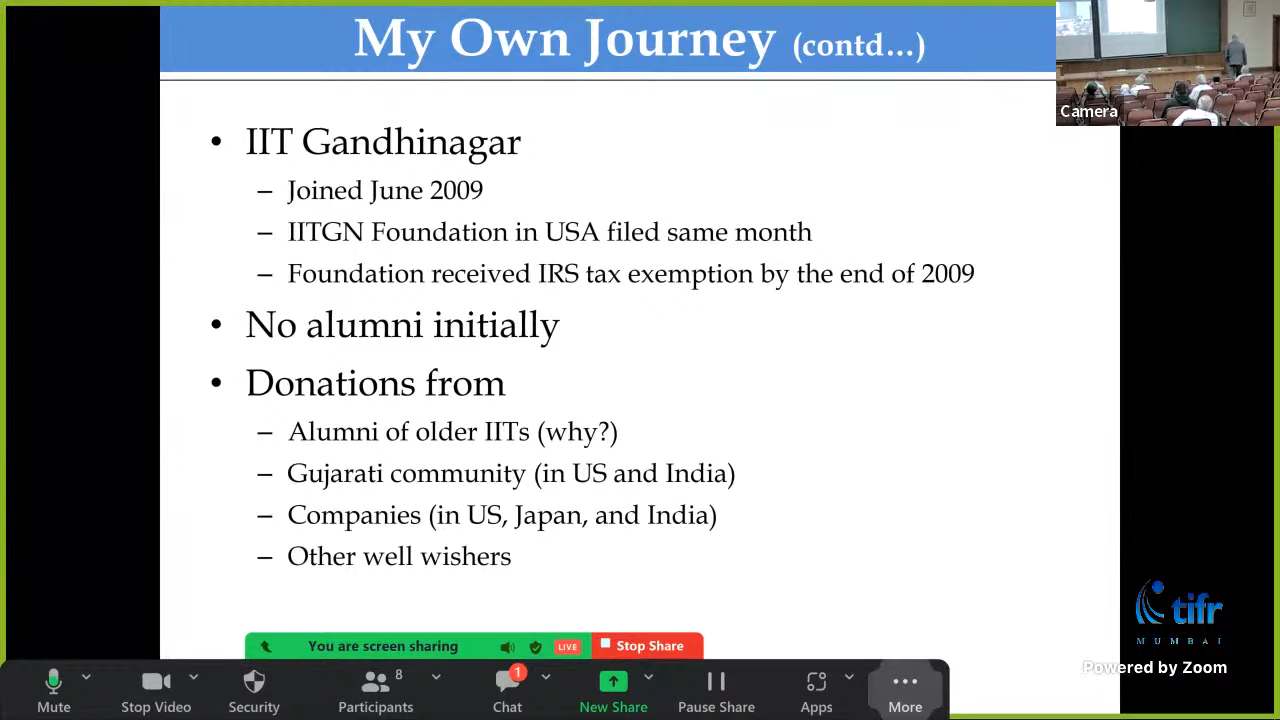 My Own Journey (contd…)
Camera
• IIT Gandhinagar
– Joined June 2009
– IITGN Foundation in USA filed same month
– Foundation received IRS tax exemption by the end of 2009
• No alumni initially
• Donations from
– Alumni of older IITs (why?)
– Gujarati community (in US and India)
– Companies (in US, Japan, and India)
– Other well wishers
tifr
MUMBAI
Powered by Zoom
You are screen sharing LIVE Stop Share
8 1
Mute Stop Video Security Participants Chat New Share Pause Share Apps More